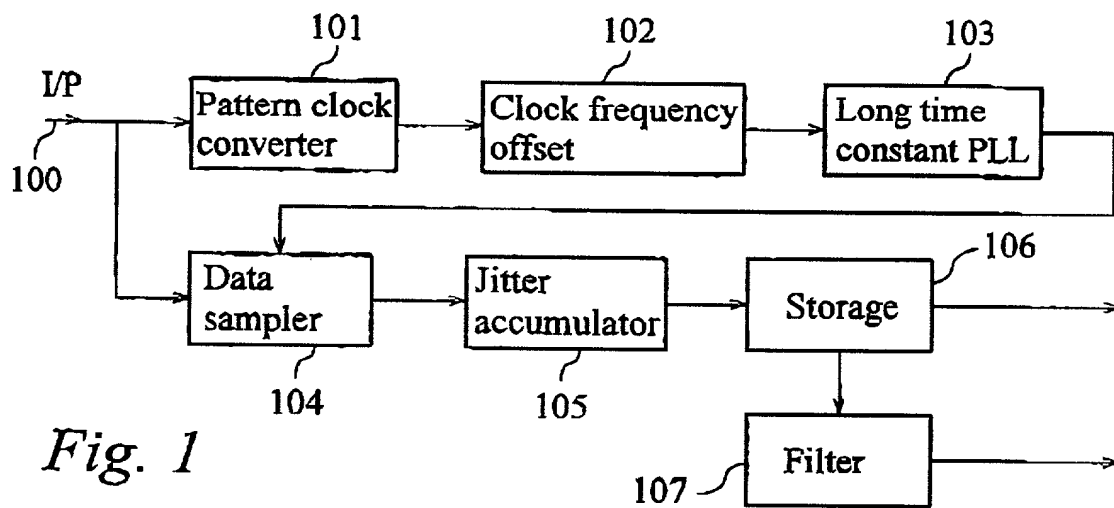 101
102
103
I/P
Pattern clock
converter
Clock frequency
offset
Long time
constant PLL
100
106
Data
sampler
Jitter
accumulator
Storage
104
105
Fig. 1
Filter
107